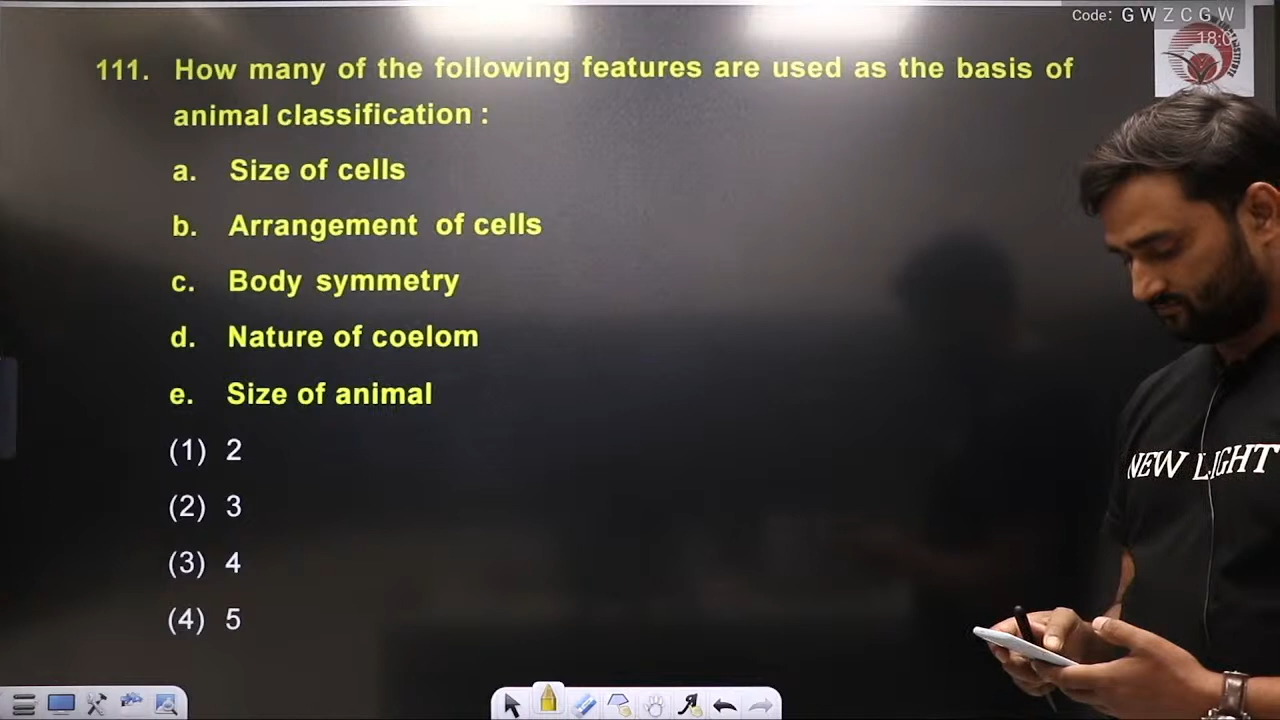 Code: G W Z C G W
18:0
111. How many of the following features are used as the basis of
animal classification :
a. Size of cells
b. Arrangement of cells
c. Body symmetry
d. Nature of coelom
e. Size of animal
(1) 2
(2) 3
(3) 4
(4) 5
NEW LIGHT